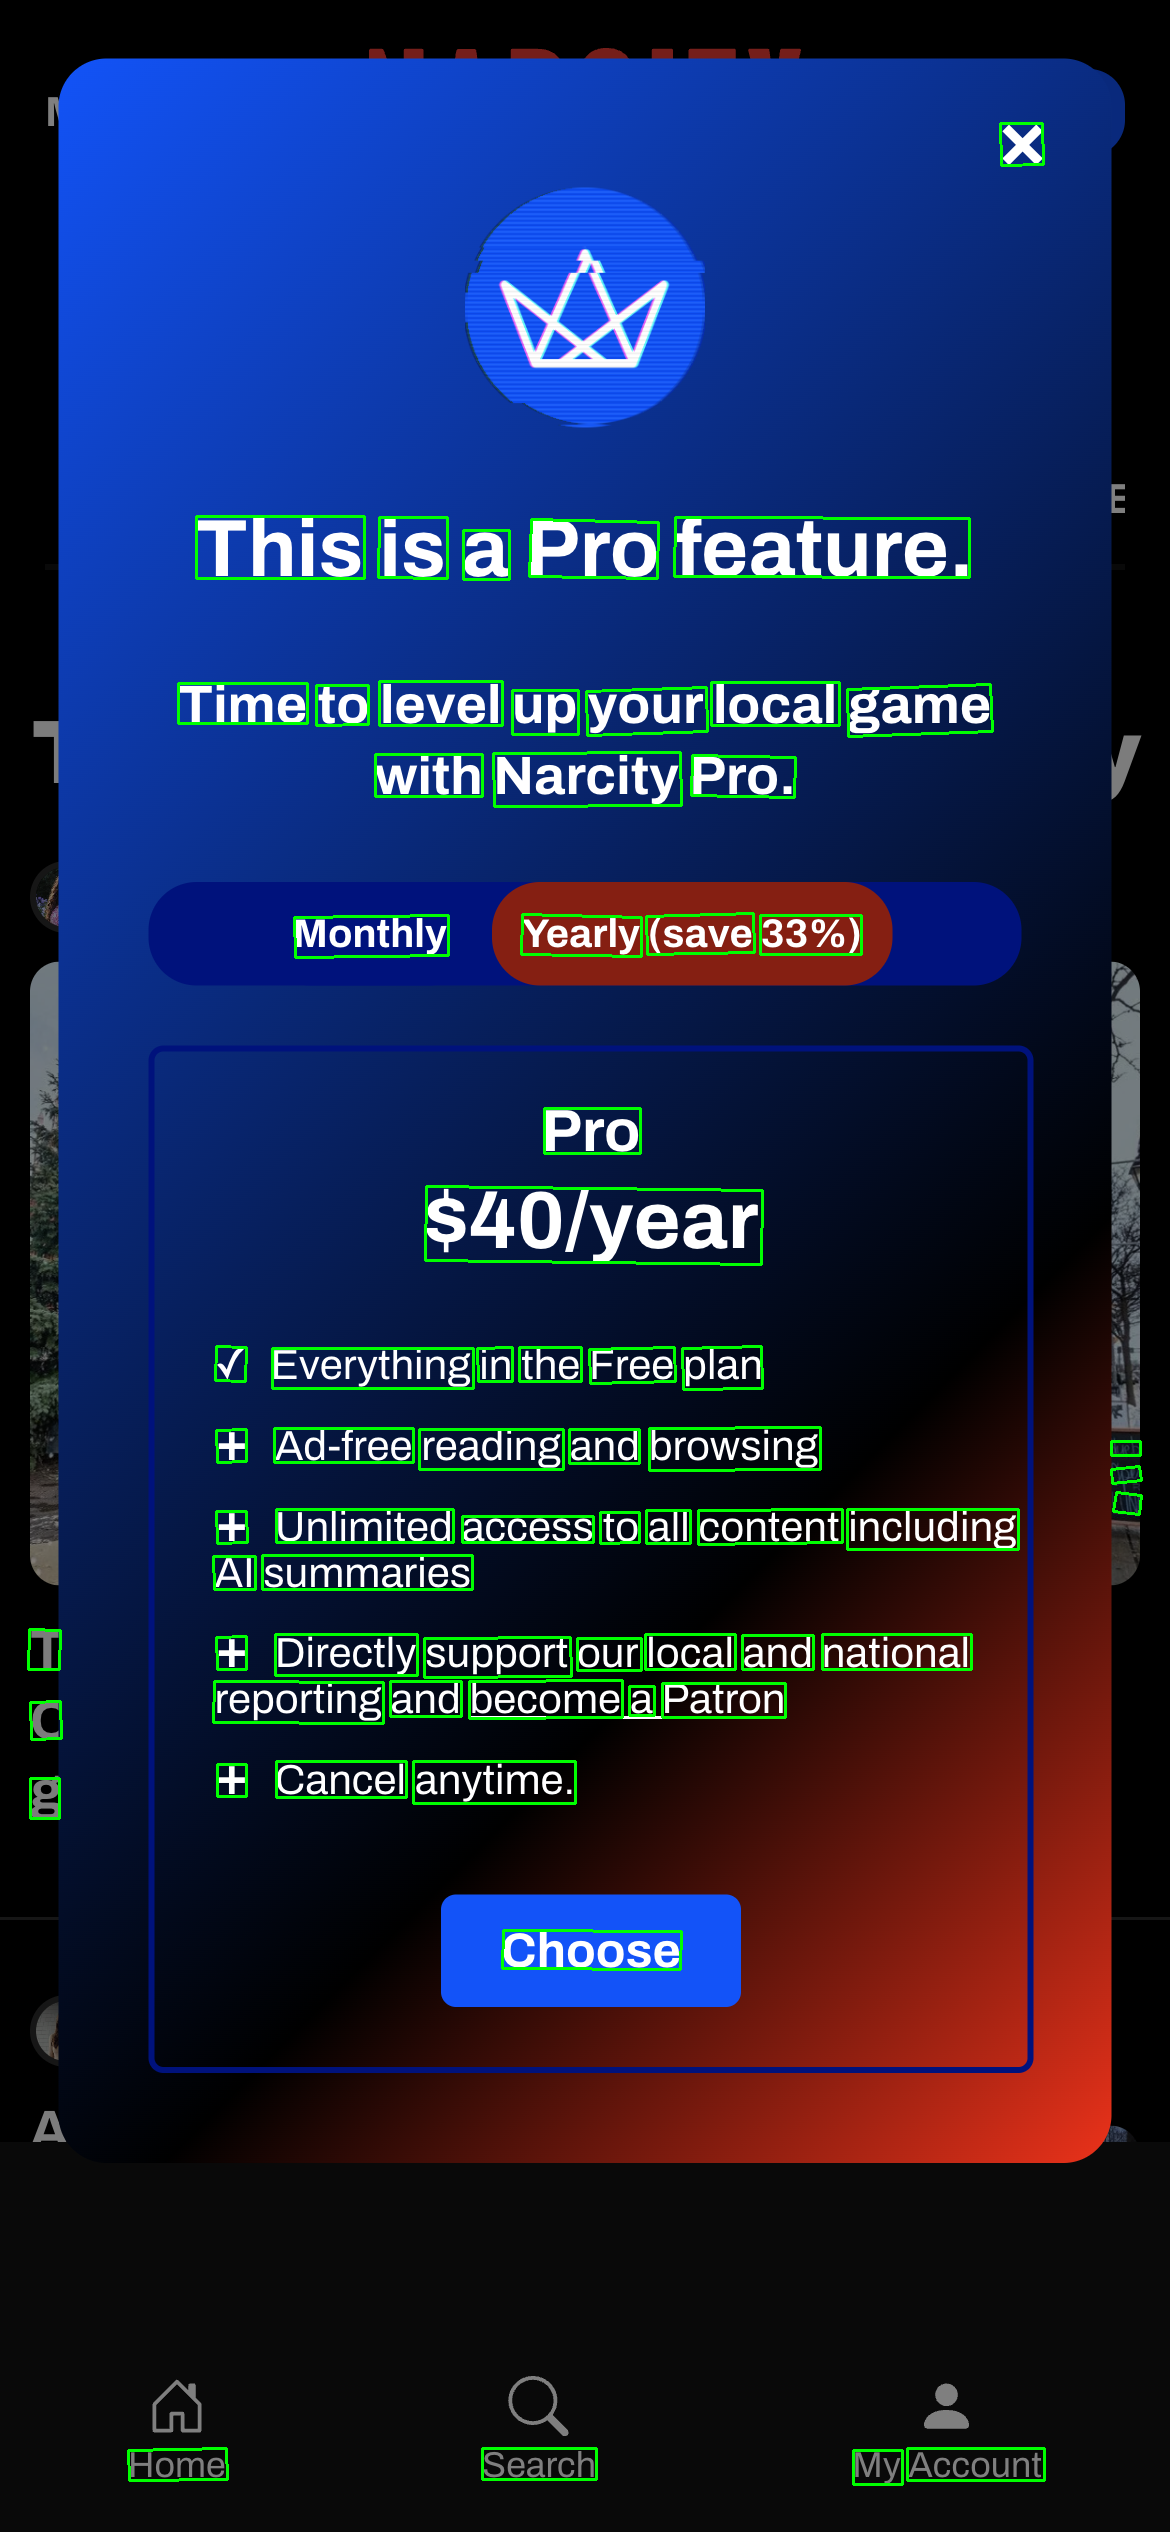 This is a Pro feature.
Time to level up your local game
with Narcity Pro.
Monthly Yearly (save 33%)
Pro
$40/year
✓ Everything in the Free plan
+ Ad-free reading and browsing
+ Unlimited access to all content including
AI summaries
+ Directly support our local and national
reporting and become a Patron
+ Cancel anytime.
Choose
Home Search My Account